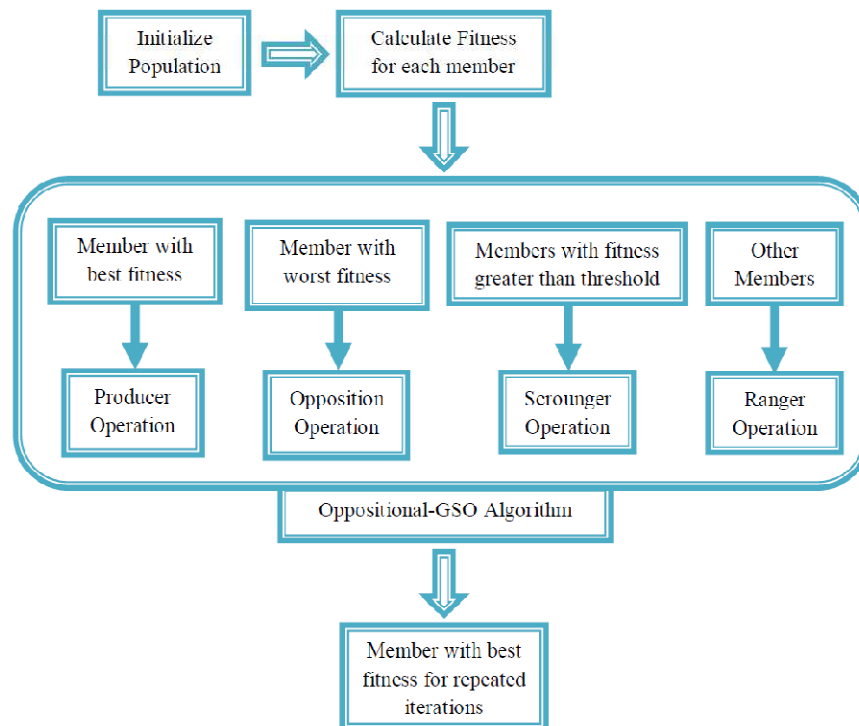 Initialize
Population
Calculate Fitness
for each member
Member with
best fitness
Member with
worst fitness
Members with fitness
greater than threshold
Other
Members
Producer
Operation
Opposition
Operation
Scrounger
Operation
Ranger
Operation
Oppositional-GSO Algorithm
Member with best
fitness for repeated
iterations